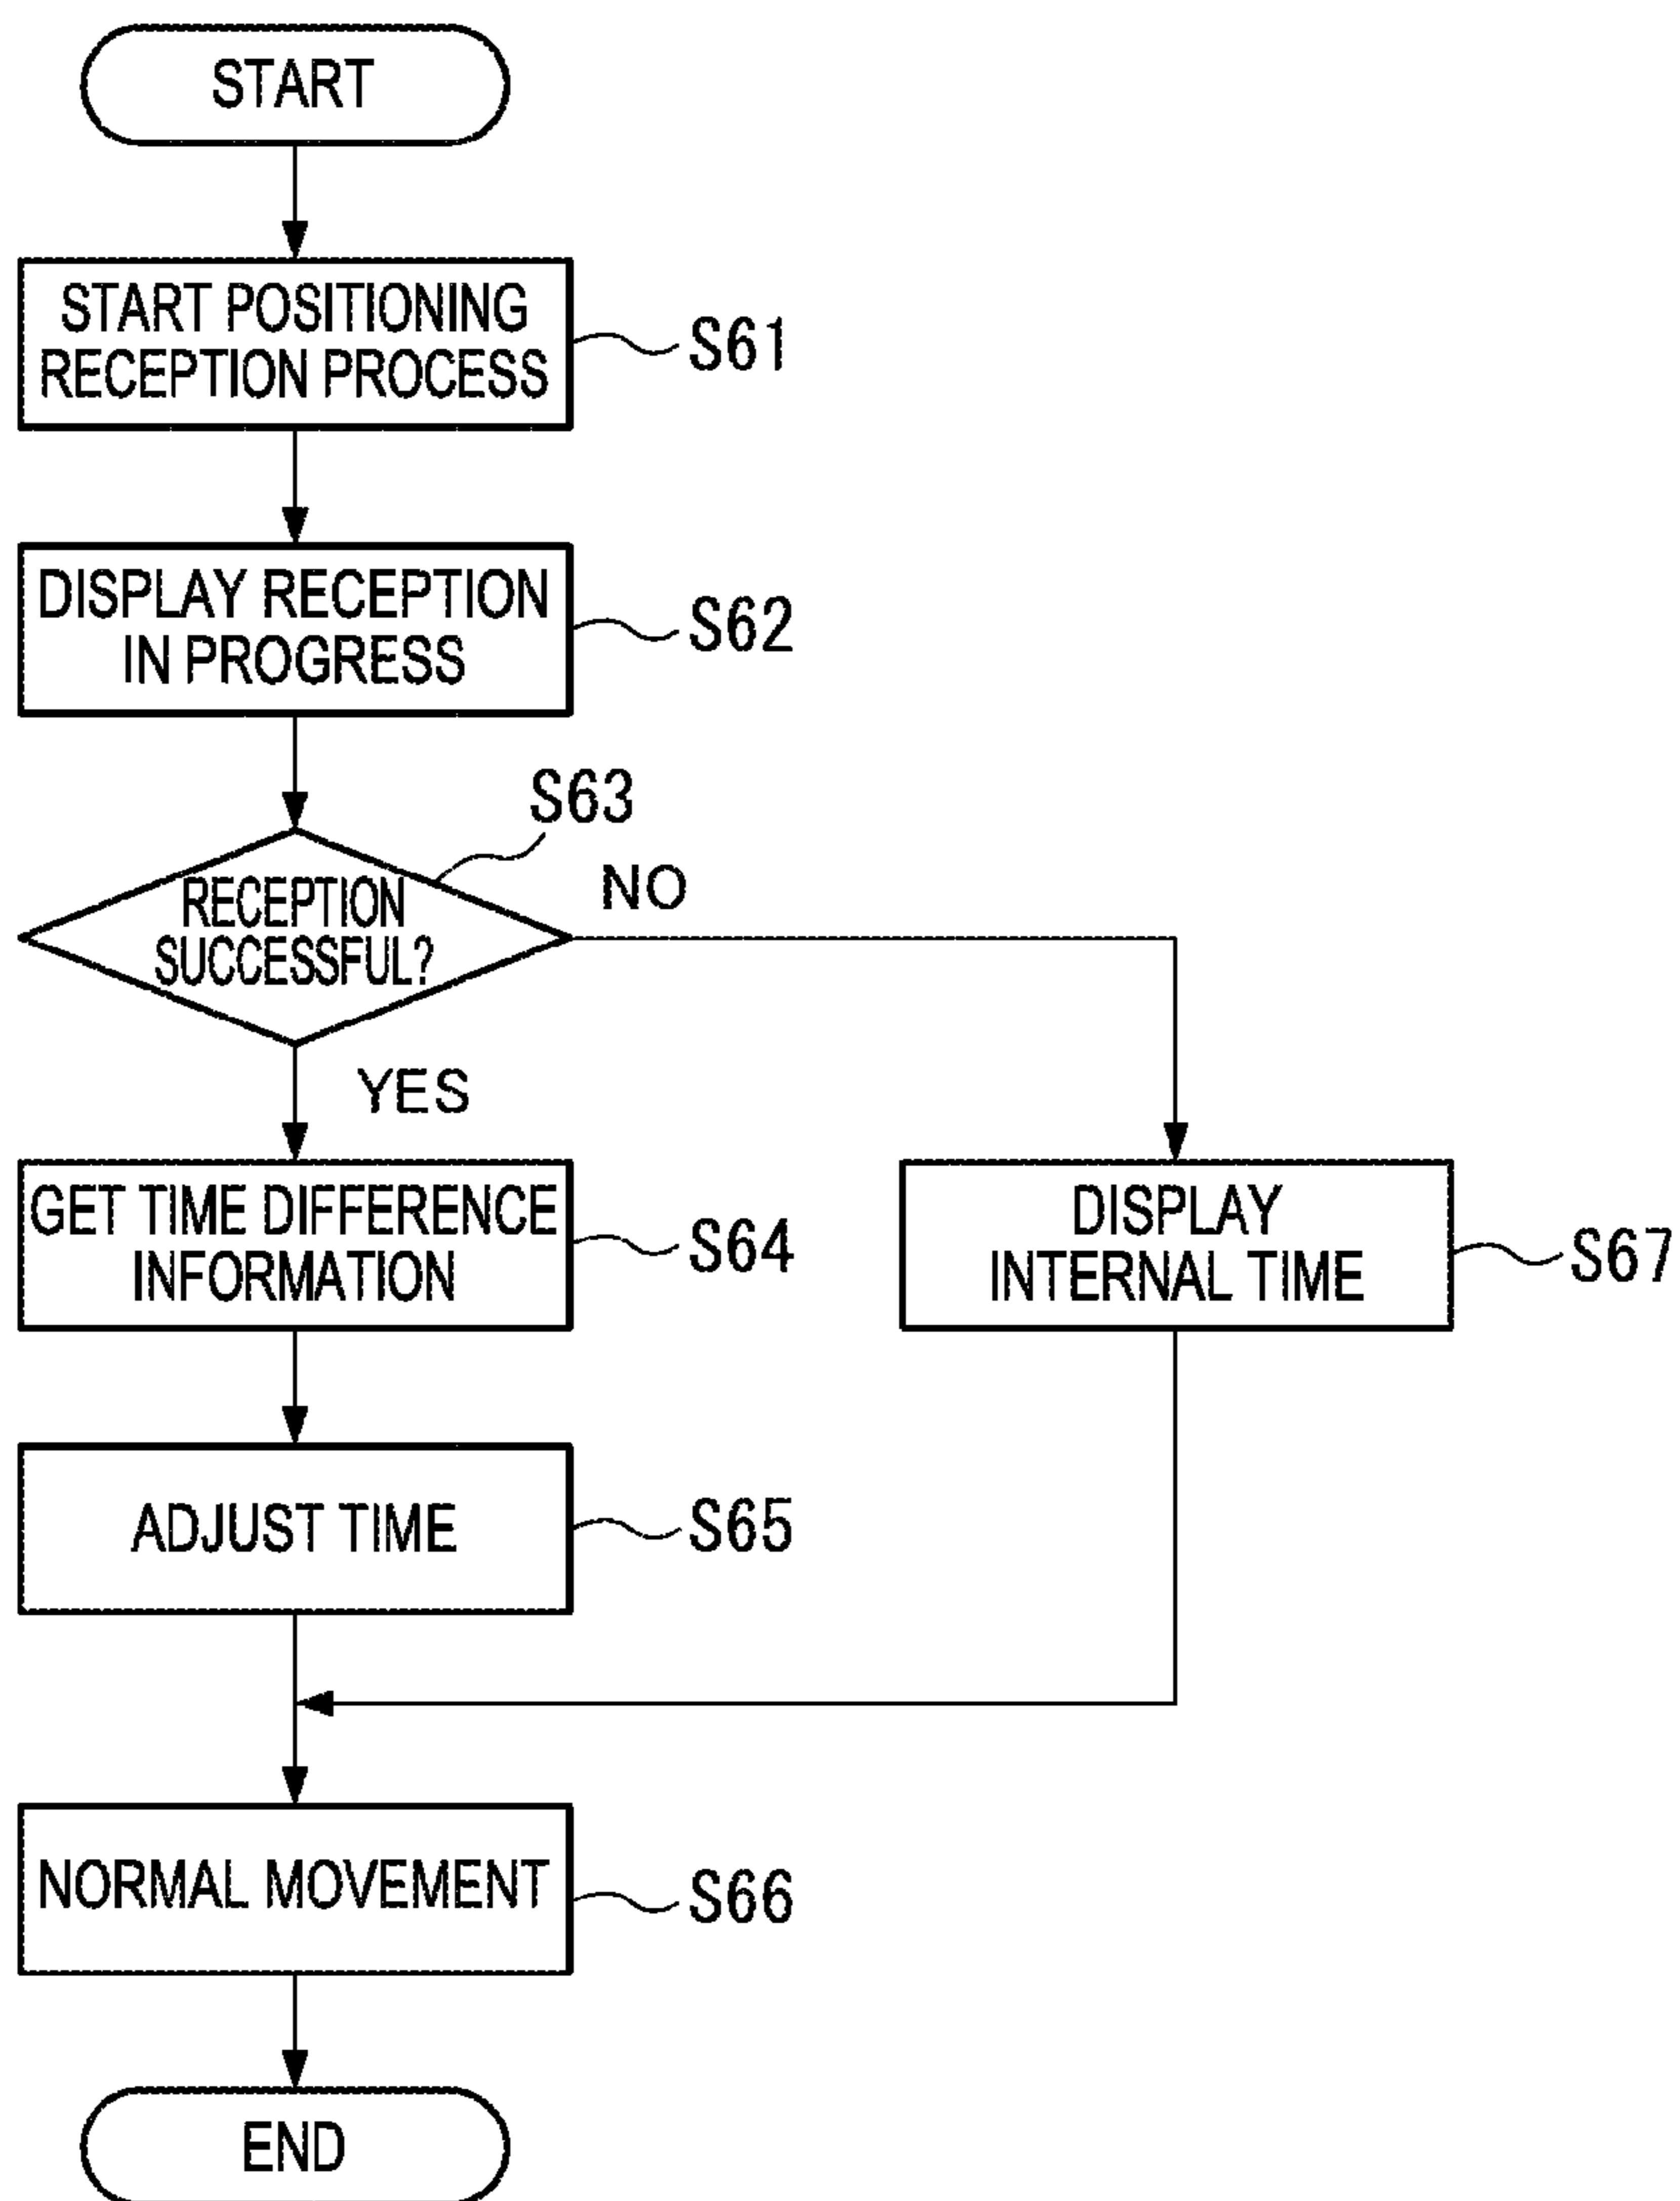 START
START POSITIONING
RECEPTION PROCESS
S61
DISPLAY RECEPTION
IN PROGRESS
S62
S63
RECEPTION
SUCCESSFUL?
NO
YES
GET TIME DIFFERENCE
INFORMATION
S64
DISPLAY
INTERNAL TIME
S67
ADJUST TIME
S65
NORMAL MOVEMENT
S66
END